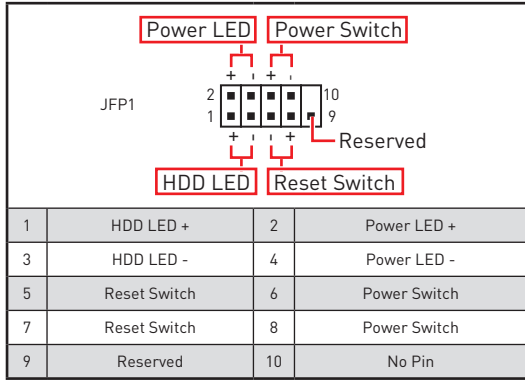 Power LED Power Switch
+ - + -
JFP1
2 10
1 9
+ - - +
Reserved
HDD LED Reset Switch
1 HDD LED + 2 Power LED +
3 HDD LED - 4 Power LED -
5 Reset Switch 6 Power Switch
7 Reset Switch 8 Power Switch
9 Reserved 10 No Pin